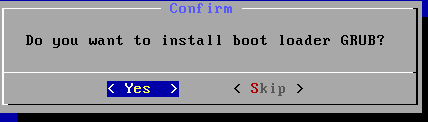 Confirm
Do you want to install boot loader GRUB?
< Yes > < Skip >